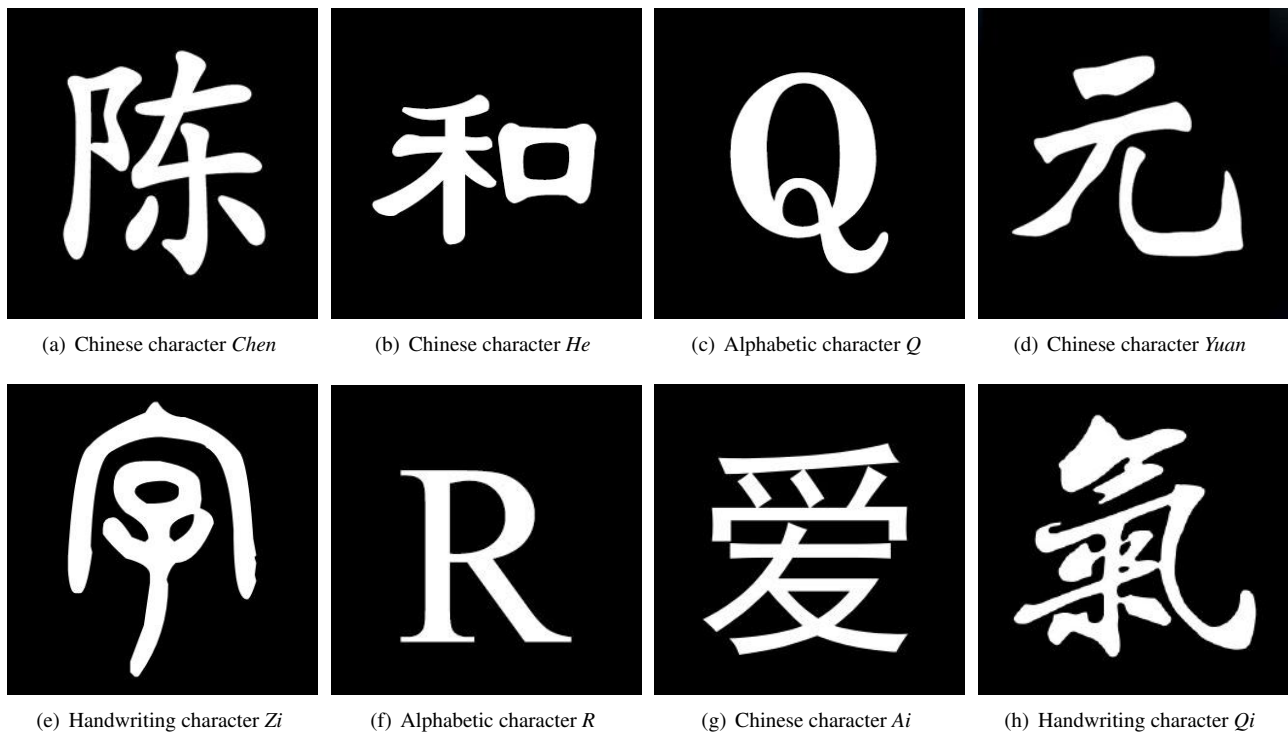 陈 和 Q 元
(a) Chinese character Chen (b) Chinese character He (c) Alphabetic character Q (d) Chinese character Yuan
字 R 爱 氣
(e) Handwriting character Zi (f) Alphabetic character R (g) Chinese character Ai (h) Handwriting character Qi